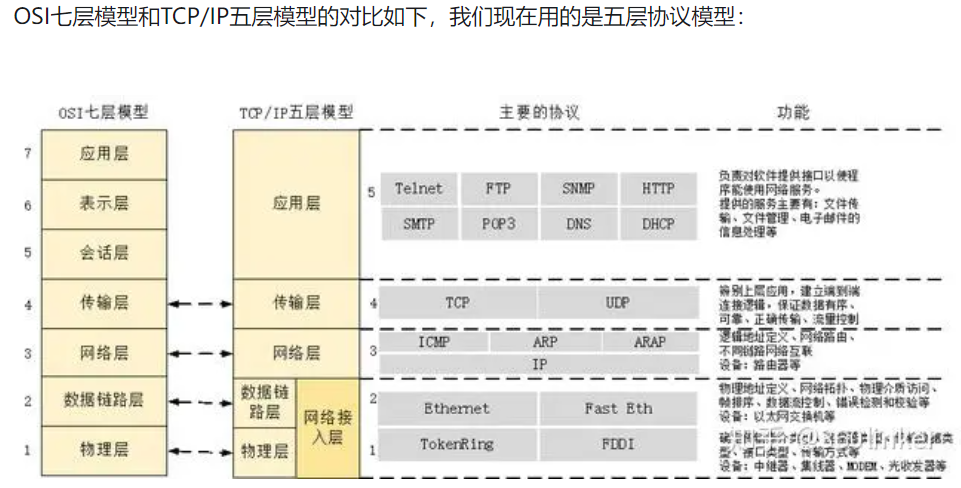 OSI七层模型和TCP/IP五层模型的对比如下，我们现在用的是五层协议模型：
OSI七层模型
TCP/IP五层模型
主要的协议
功能
7
应用层
6
表示层
5
会话层
4
传输层
3
网络层
2
数据链路层
1
物理层
应用层
传输层
网络层
数据链
路层
物理层
网络接
入层
5
Telnet
FTP
SNMP
HTTP
SMTP
POP3
DNS
DHCP
负责对软件提供接口以使程
序能使用网络服务。
提供的服务主要有：文件传
输、文件管理、电子邮件的
信息处理等
4
TCP
UDP
等别上层应用，建立端到端
连接逻辑，保证数据有序、
可靠、正确传输、流量控制
3
ICMP
ARP
ARAP
IP
逻辑地址定义、网络路由、
不同链路网络互联
设备：路由器等
2
Ethernet
Fast Eth
物理地址定义、网络拓扑、物理介质访问、
帧排序、数据流控制、错误检测和校验等
设备：以太网交换机等
1
TokenRing
FDDI
数据类
型、接口类型、传输方式等
设备：中继器、集线器、MODEM、光收发器等
知乎